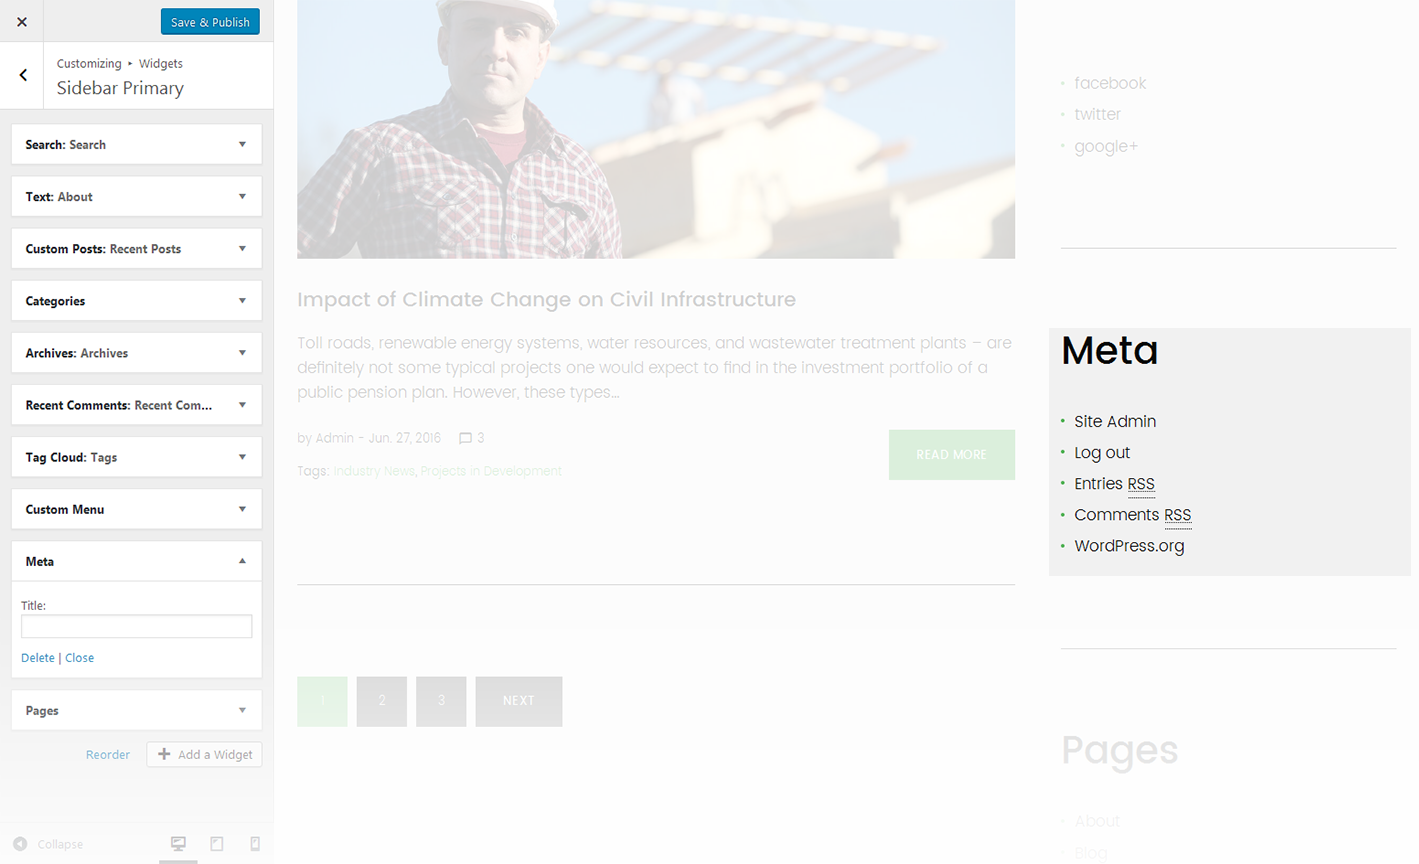 Save & Publish
Customizing ▸ Widgets
Sidebar Primary
Search: Search
Text: About
Custom Posts: Recent Posts
Categories
Archives: Archives
Recent Comments: Recent Com...
Tag Cloud: Tags
Custom Menu
Meta
Title:
Delete | Close
Pages
Reorder
Add a Widget
Collapse
Impact of Climate Change on Civil Infrastructure
Toll roads, renewable energy systems, water resources, and wastewater treatment plants – are
definitely not some typical projects one would expect to find in the investment portfolio of a
public pension plan. However, these types...
by Admin - Jun. 27, 2016 3
Tags: Industry News, Projects in Development
READ MORE
1 2 3 NEXT
facebook
twitter
google+
Meta
Site Admin
Log out
Entries RSS
Comments RSS
WordPress.org
Pages
About
Blog